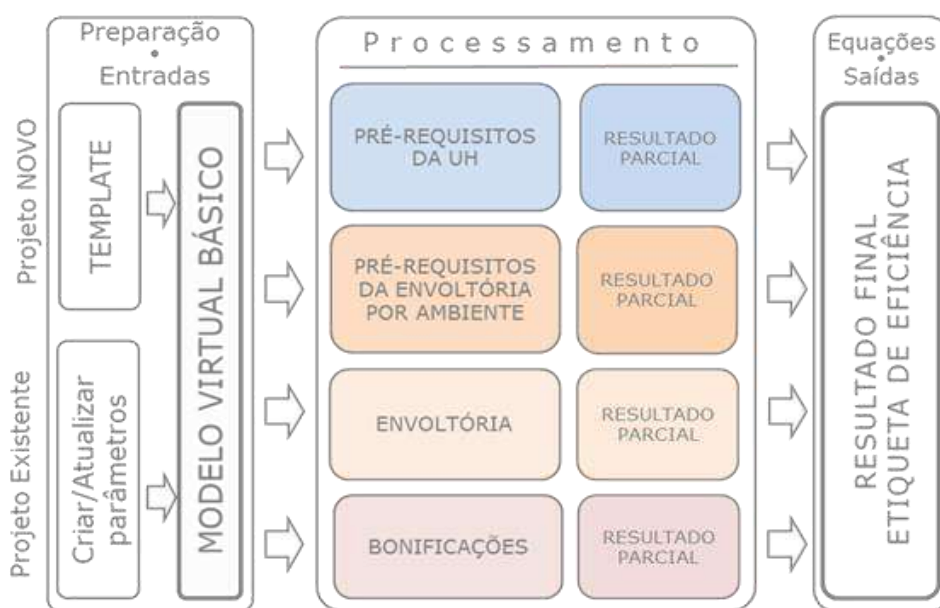 Preparação
•
Entradas
Projeto NOVO
TEMPLATE
Projeto Existente
Criar/Atualizar
parâmetros
MODELO VIRTUAL BÁSICO
Processamento
PRÉ-REQUISITOS
DA UH
RESULTADO
PARCIAL
PRÉ-REQUISITOS
DA ENVOLTÓRIA
POR AMBIENTE
RESULTADO
PARCIAL
ENVOLTÓRIA
RESULTADO
PARCIAL
BONIFICAÇÕES
RESULTADO
PARCIAL
Equações
•
Saídas
RESULTADO FINAL
ETIQUETA DE EFICIÊNCIA